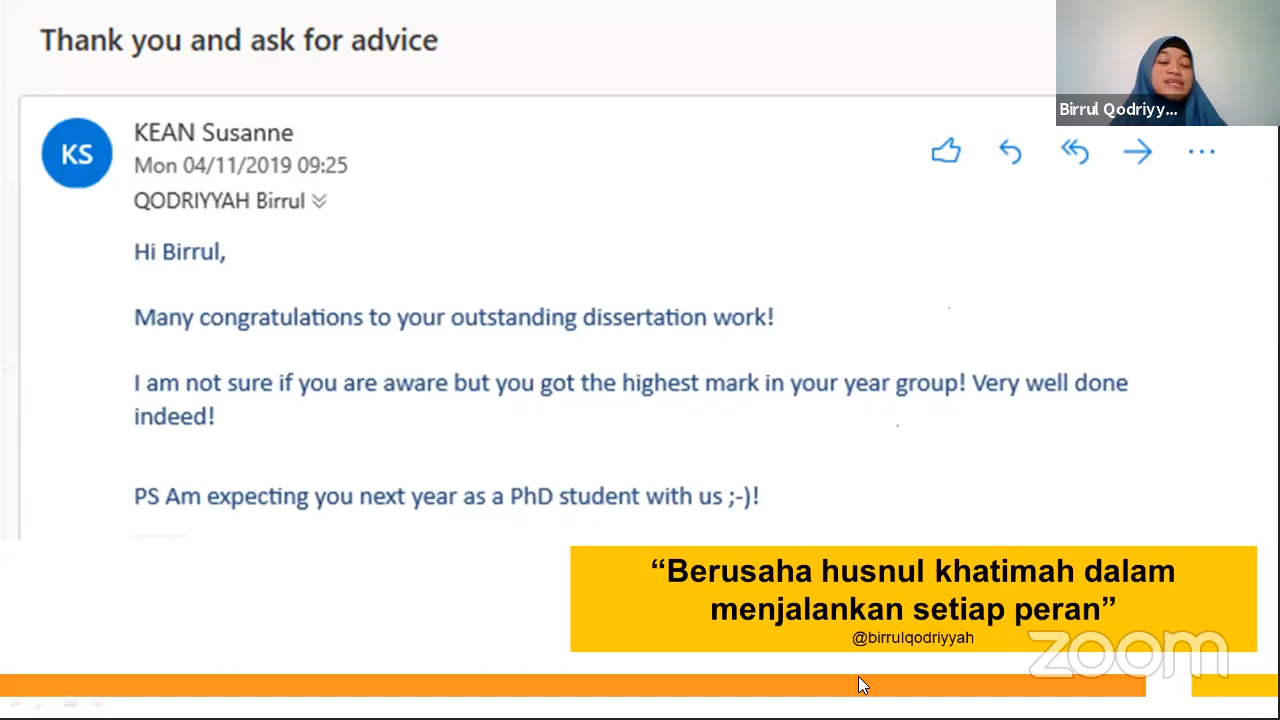 Thank you and ask for advice
Birrul Qodriyy...
KS
KEAN Susanne
Mon 04/11/2019 09:25
QODRIYYAH Birrul
Hi Birrul,
Many congratulations to your outstanding dissertation work!
I am not sure if you are aware but you got the highest mark in your year group! Very well done
indeed!
PS Am expecting you next year as a PhD student with us ;-)!
“Berusaha husnul khatimah dalam
menjalankan setiap peran”
@birrulqodriyyah
zoom